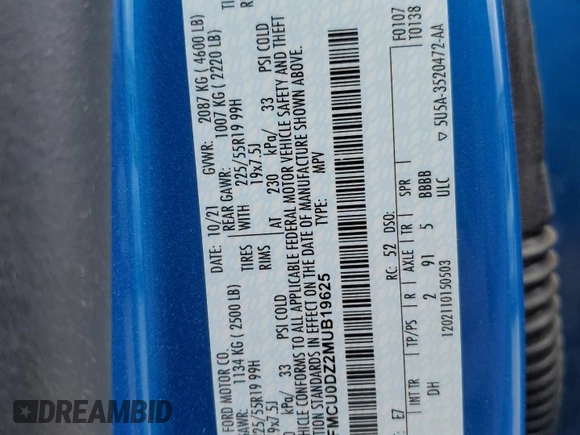 FORD MOTOR CO.
DATE: 10/21 GVWR: 2087 KG ( 4600 LB)
GAWR: 1134 KG (2500 LB) REAR GAWR: 1007 KG ( 2220 LB)
225/55R19 99H TIRES WITH 225/55R19 99H
19x7.5J RIMS 19x7.5J
kPa/ 33 PSI COLD AT 230 kPa/ 33 PSI COLD
VEHICLE CONFORMS TO ALL APPLICABLE FEDERAL MOTOR VEHICLE SAFETY AND
STANDARDS IN EFFECT ON THE DATE OF MANUFACTURE SHOWN ABOVE.
FMCU0DZ2MUB19625 TYPE: MPV
F0107
T0138
E7 RC: 52 DSO:
INT TR TP/PS R AXLE TR SPR
DH 2 91 5 BBBB
ULC
1202110150503
▽ 5U5A-3520472-AA
BidCars